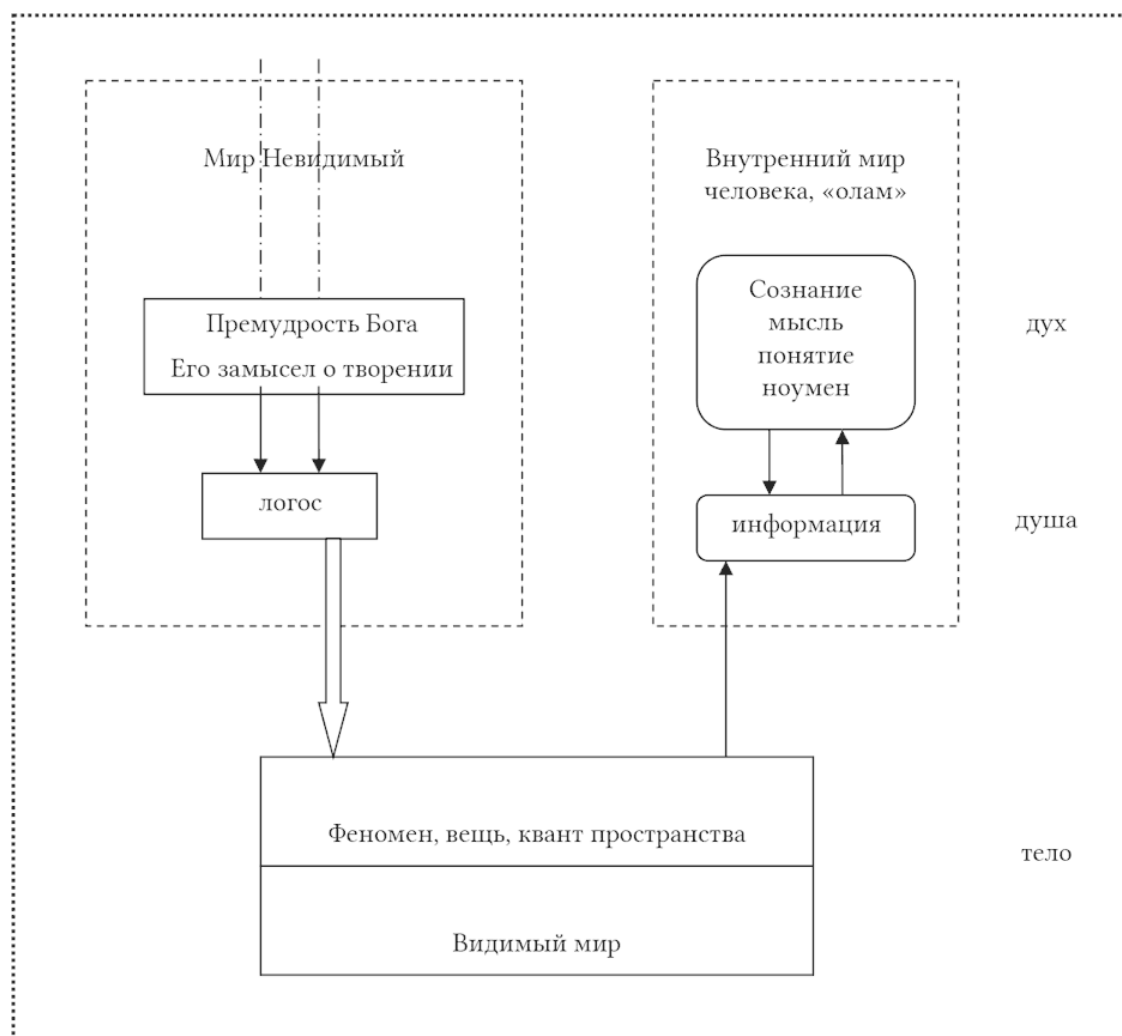 Мир Невидимый
Премудрость Бога
Его замысел о творении
логос
Внутренний мир
человека, «олам»
Сознание
мысль
понятие
ноумен
информация
дух
душа
Феномен, вещь, квант пространства
тело
Видимый мир